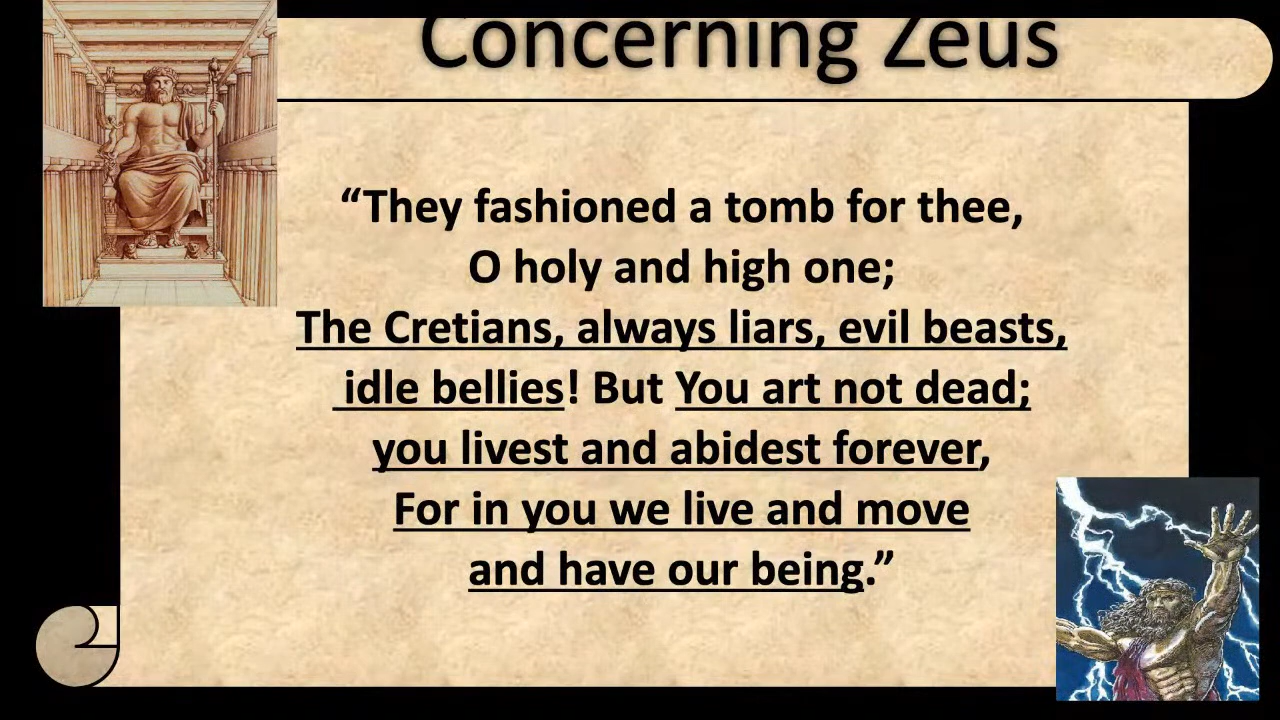 Concerning Zeus
“They fashioned a tomb for thee,
O holy and high one;
The Cretians, always liars, evil beasts,
idle bellies! But You art not dead;
you livest and abidest forever,
For in you we live and move
and have our being.”